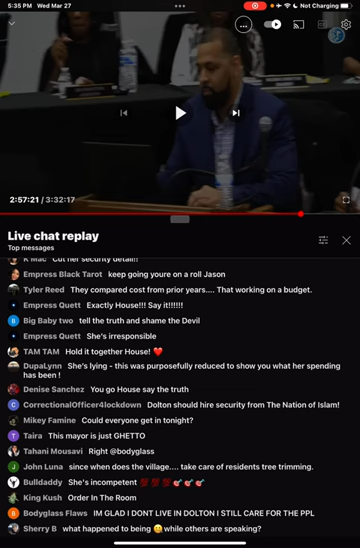 5:35 PM Wed Mar 27
Not Charging
2:57:21 / 3:32:17
Live chat replay
Top messages
K Mac Cut her security detail!!
Empress Black Tarot keep going youre on a roll Jason
Tyler Reed They compared cost from prior years.... That working on a budget.
Empress Quett Exactly House!!! Say it!!!!!!
Big Baby two tell the truth and shame the Devil
Empress Quett She's irresponsible
TAM TAM Hold it together House! ❤️
DupaLynn She's lying - this was purposefully reduced to show you what her spending
has been !
Denise Sanchez You go House say the truth
CorrectionalOfficer4lockdown Dolton should hire security from The Nation of Islam!
Mikey Famine Could everyone get in tonight?
Taira This mayor is just GHETTO
Tahani Mousavi Right @bodyglass
John Luna since when does the village.... take care of residents tree trimming.
Bulldaddy She's incompetent 💯💯💯🎯🎯🎯
King Kush Order In The Room
Bodyglass Flaws IM GLAD I DONT LIVE IN DOLTON I STILL CARE FOR THE PPL
Sherry B what happened to being 🤐while others are speaking?